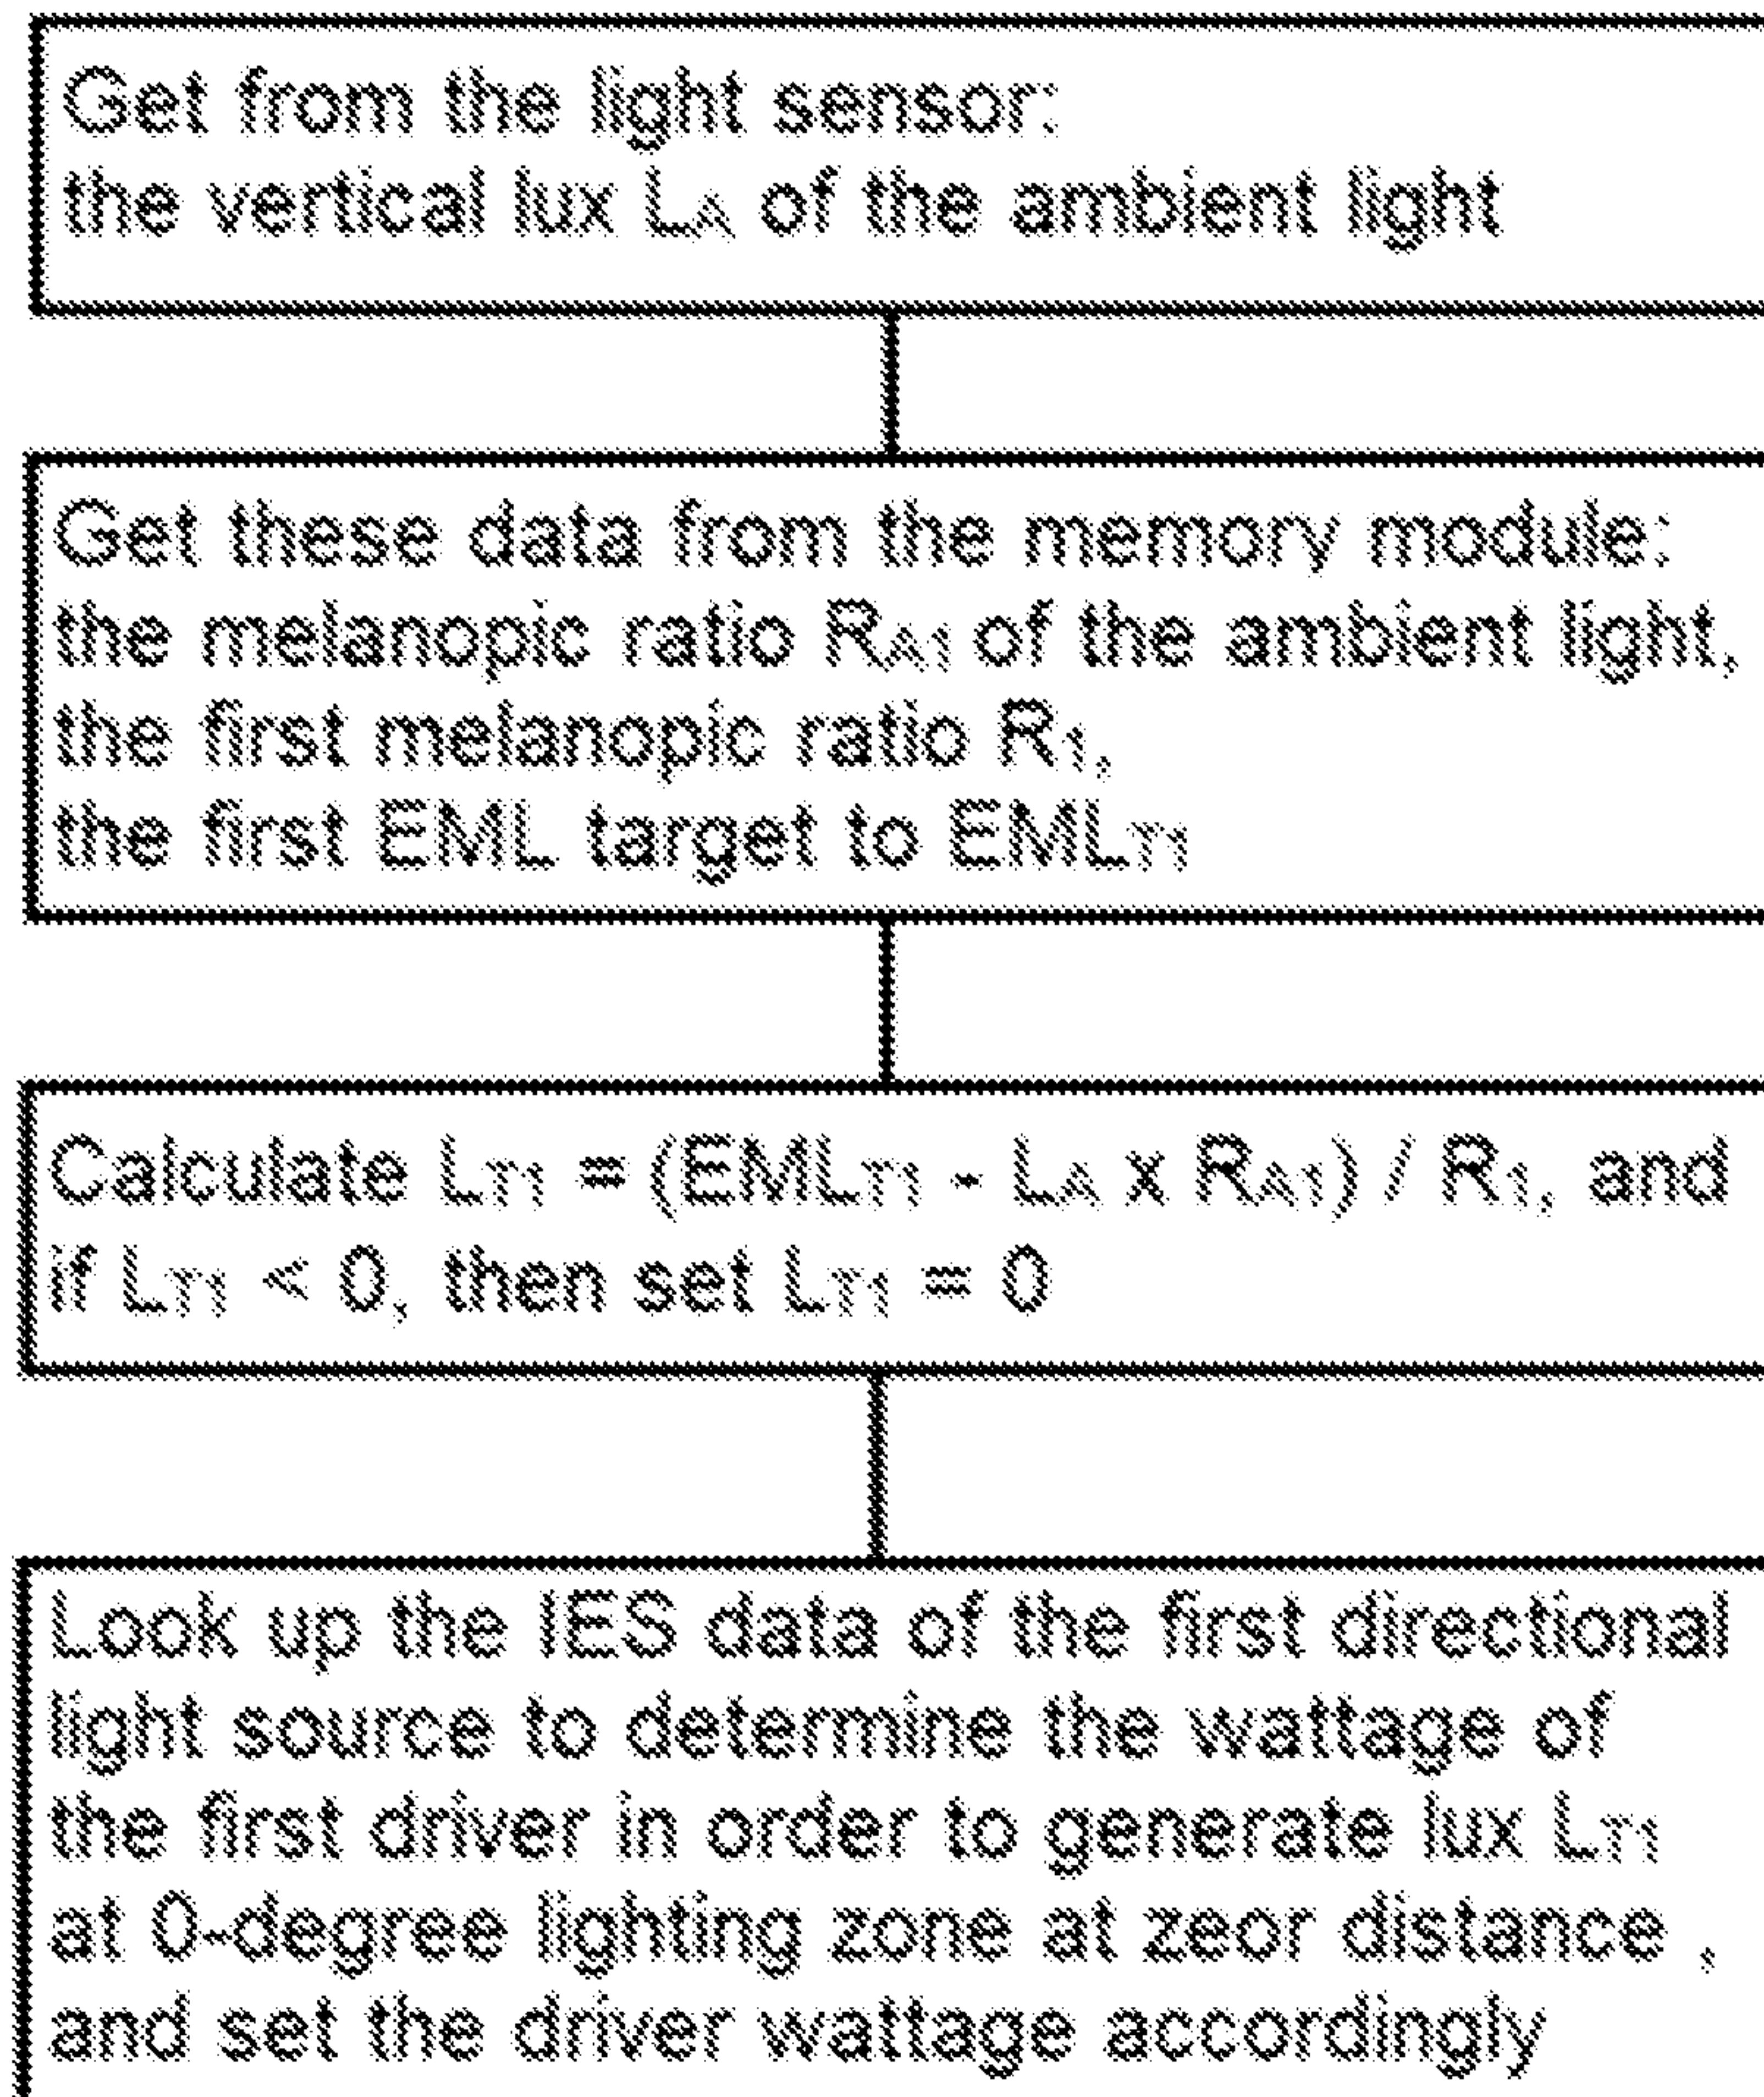 Get from the light sensor:
the vertical lux LA of the ambient light
Get these data from the memory module:
the melanopic ratio RA1 of the ambient light,
the first melanopic ratio R1,
the first EML target to EMLT1
Calculate LT1 = (EMLT1 - LA x RA1) / R1, and
if LT1 < 0, then set LT1 = 0
Look up the IES data of the first directional
light source to determine the wattage of
the first driver in order to generate lux LT1
at 0-degree lighting zone at zeor distance ,
and set the driver wattage accordingly